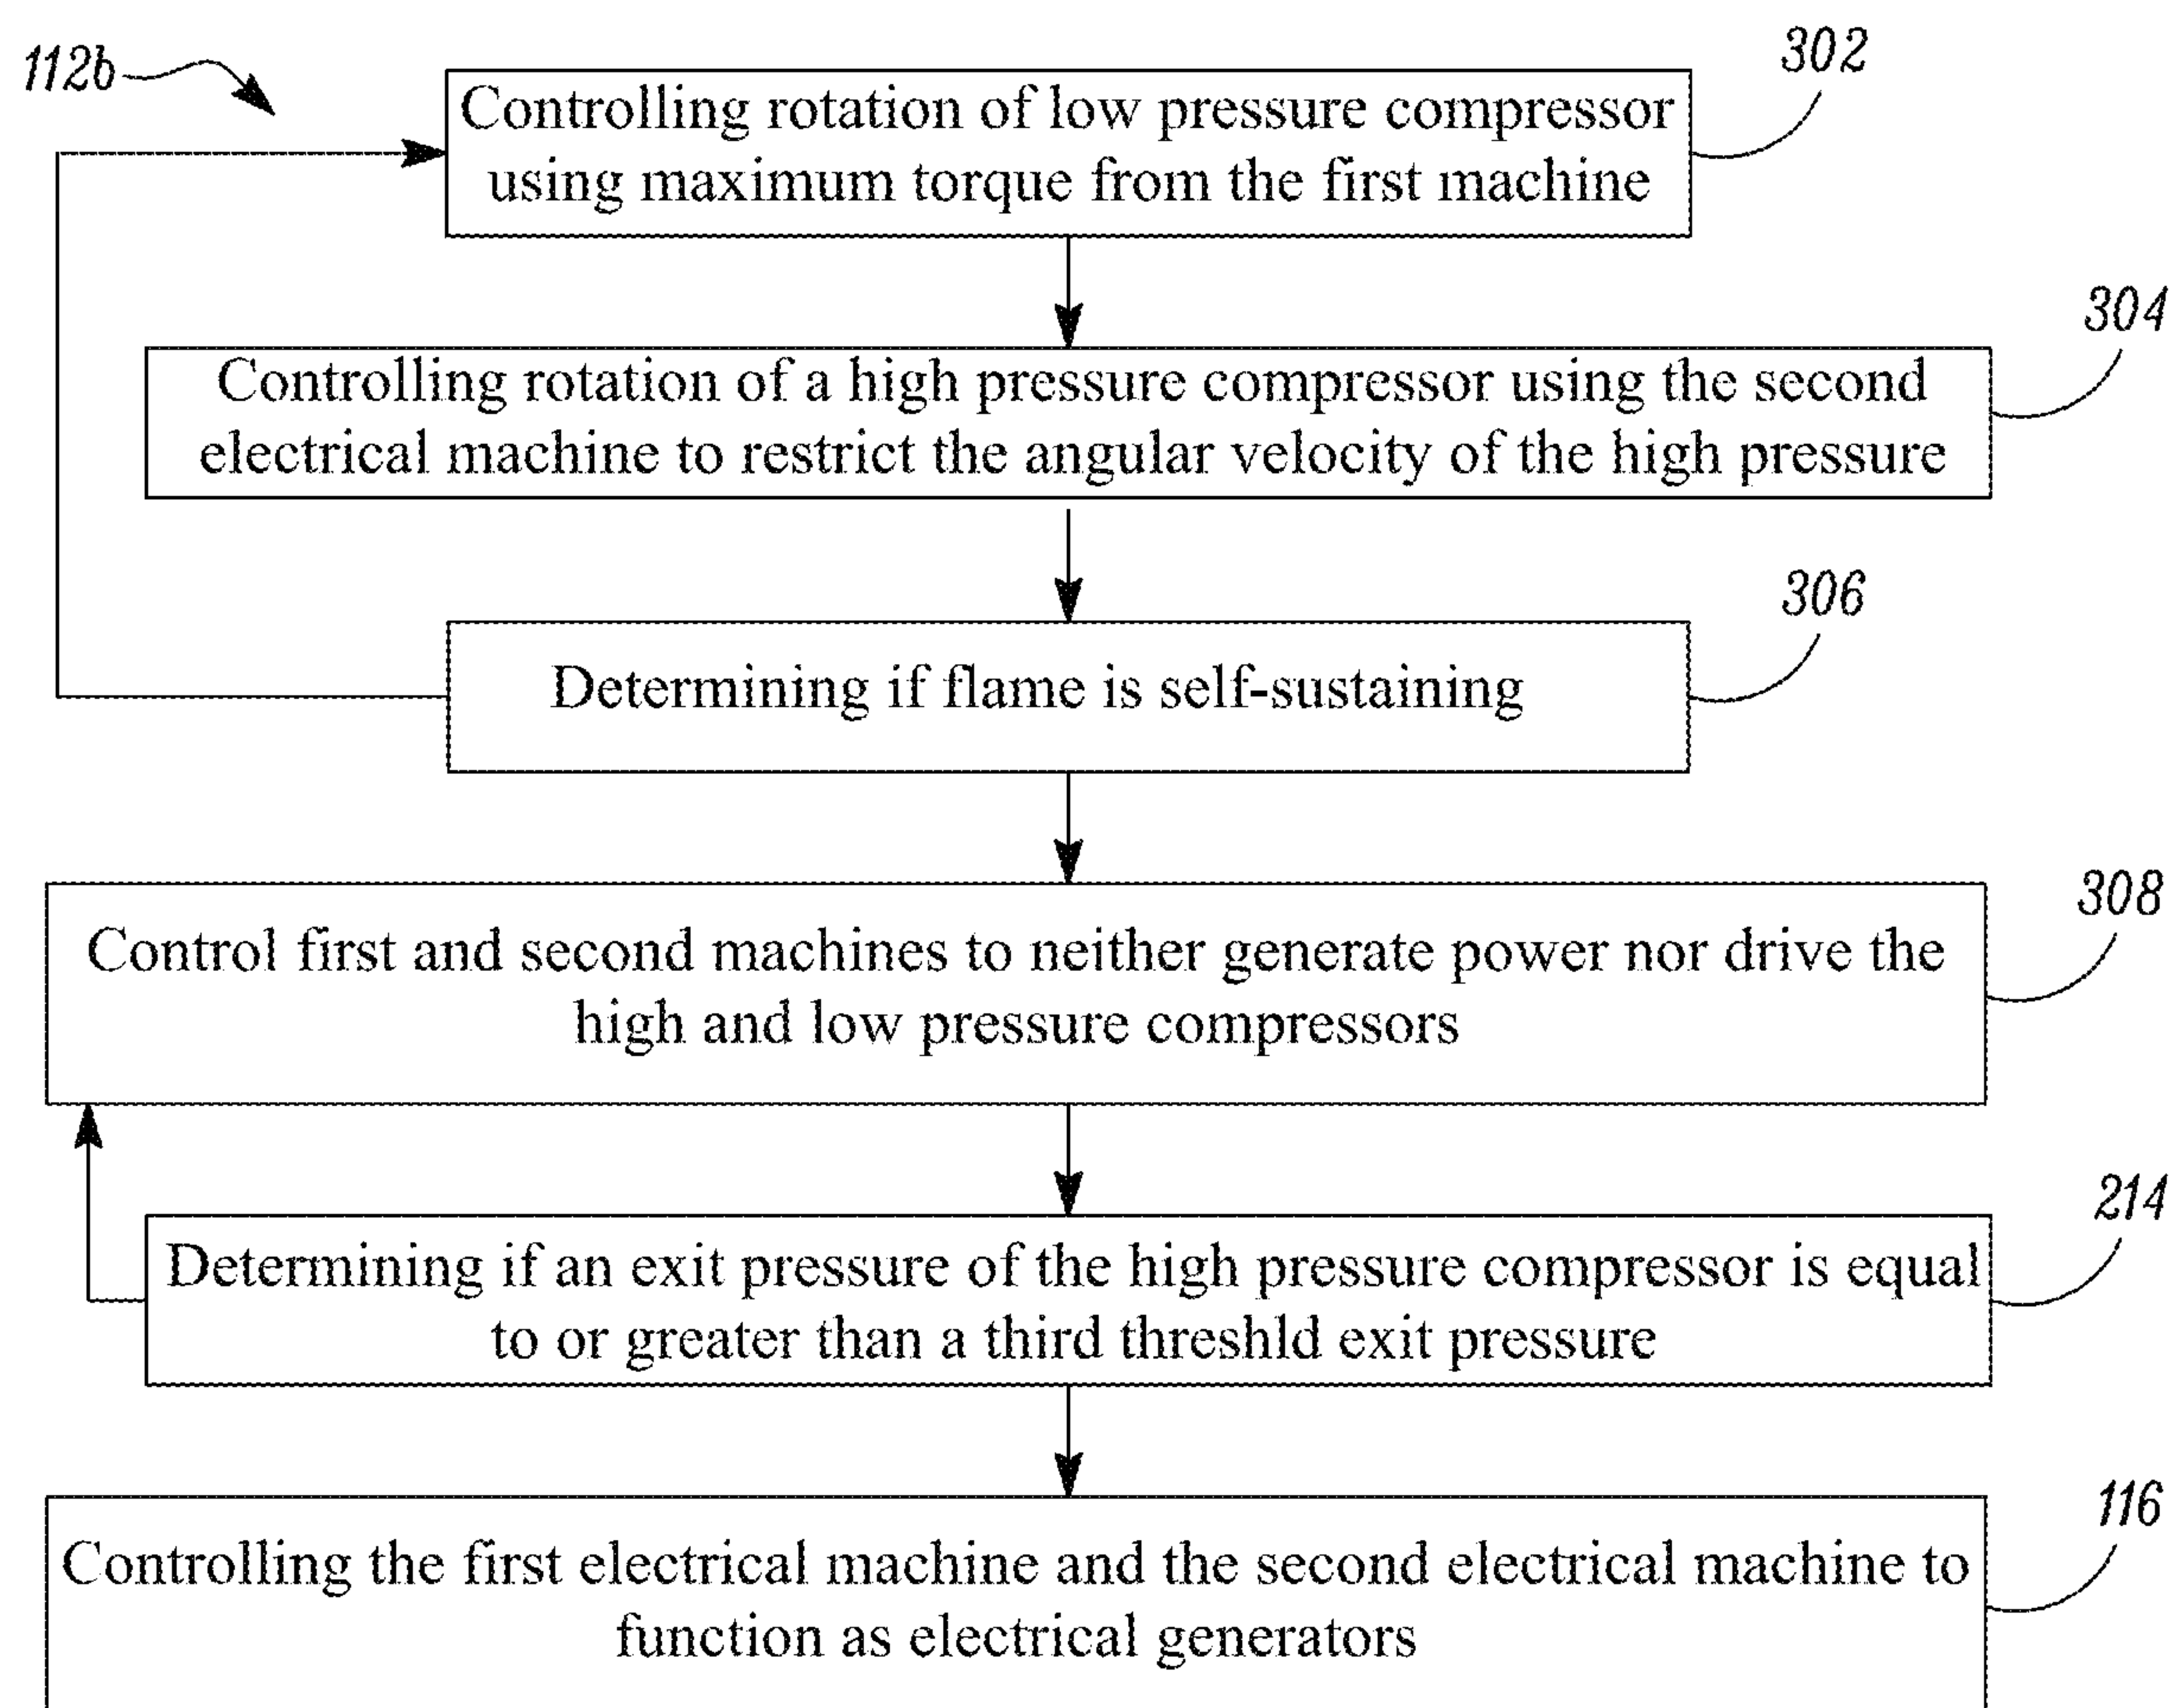 112b
302
Controlling rotation of low pressure compressor
using maximum torque from the first machine
304
Controlling rotation of a high pressure compressor using the second
electrical machine to restrict the angular velocity of the high pressure
306
Determining if flame is self-sustaining
308
Control first and second machines to neither generate power nor drive the
high and low pressure compressors
214
Determining if an exit pressure of the high pressure compressor is equal
to or greater than a third threshld exit pressure
116
Controlling the first electrical machine and the second electrical machine to
function as electrical generators